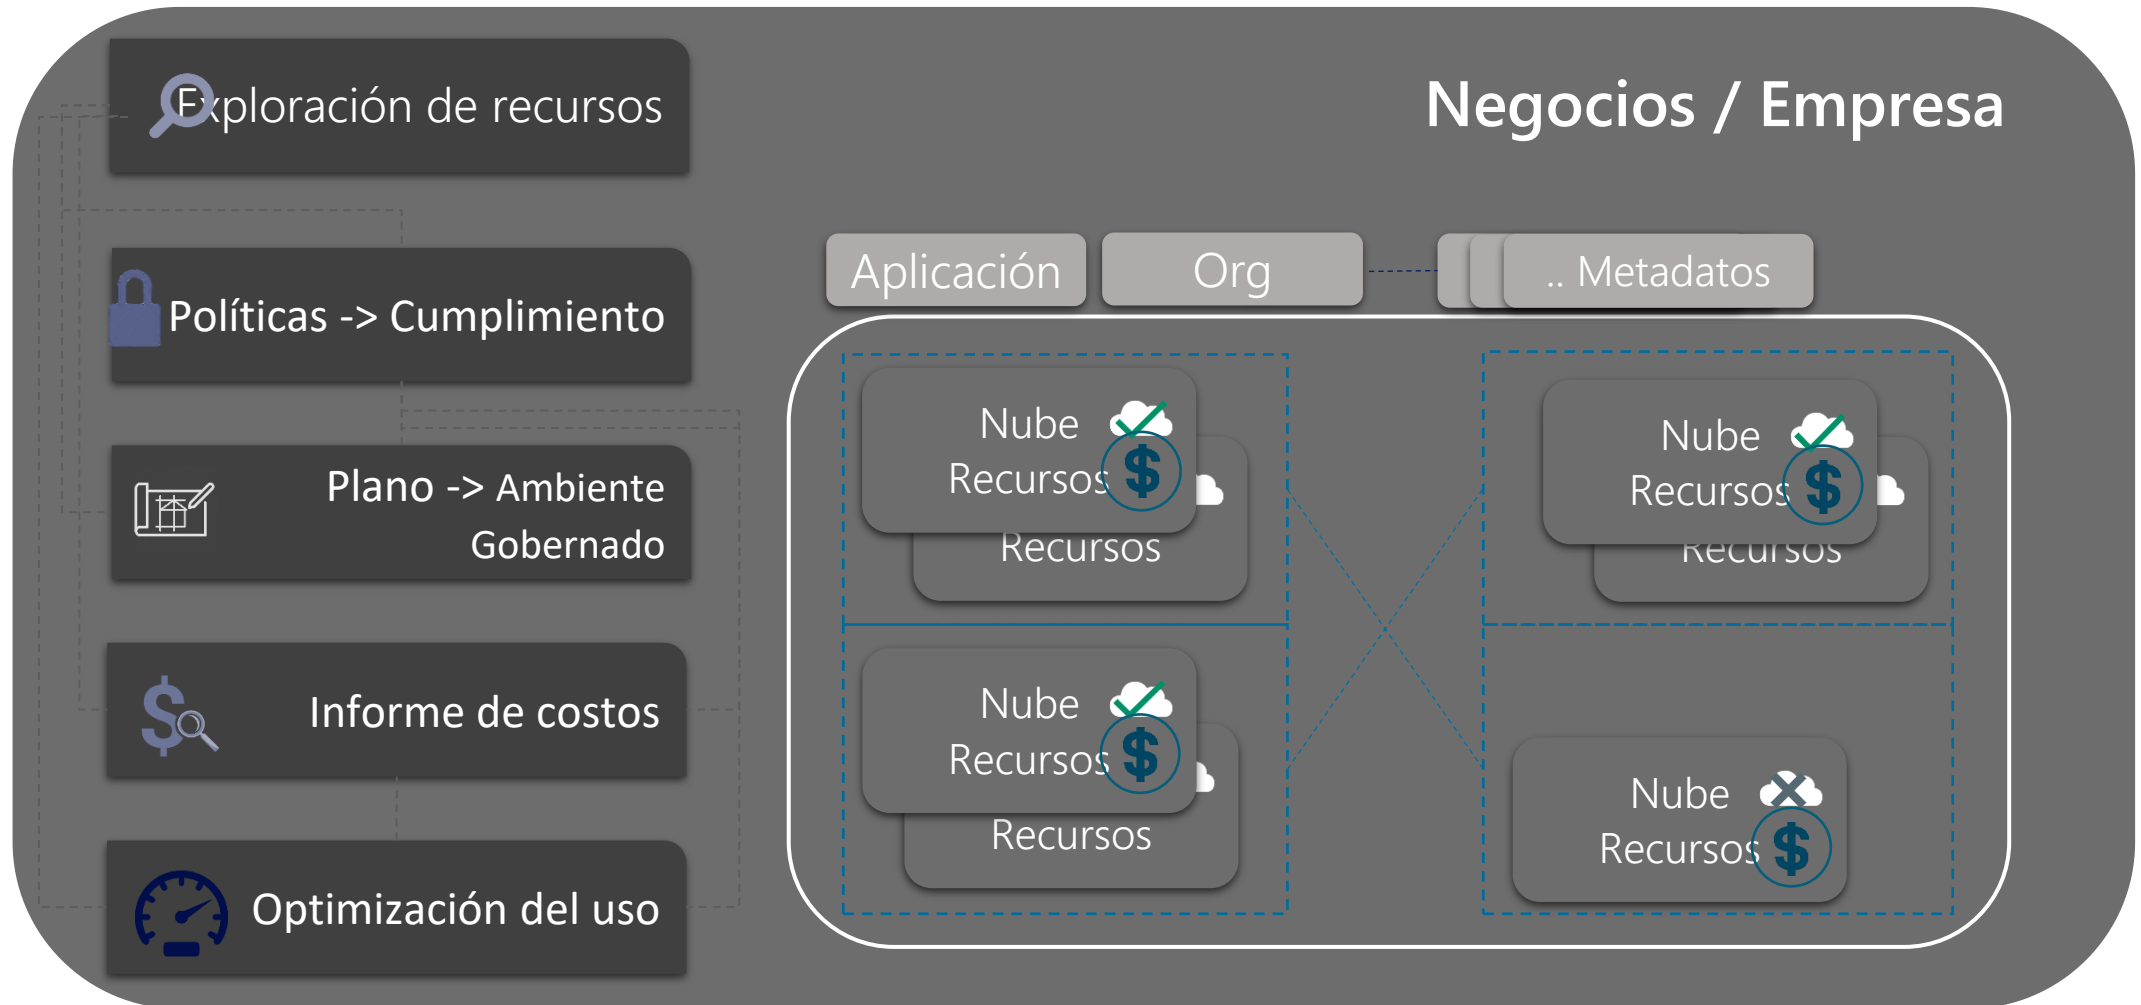 Exploración de recursos
Negocios / Empresa
Políticas -> Cumplimiento
Plano -> Ambiente
Gobernado
Informe de costos
Optimización del uso
Aplicación
Org
.. Metadatos
Nube
Recursos
Recursos
Nube
Recursos
Recursos
Nube
Recursos
Recursos
Nube
Recursos